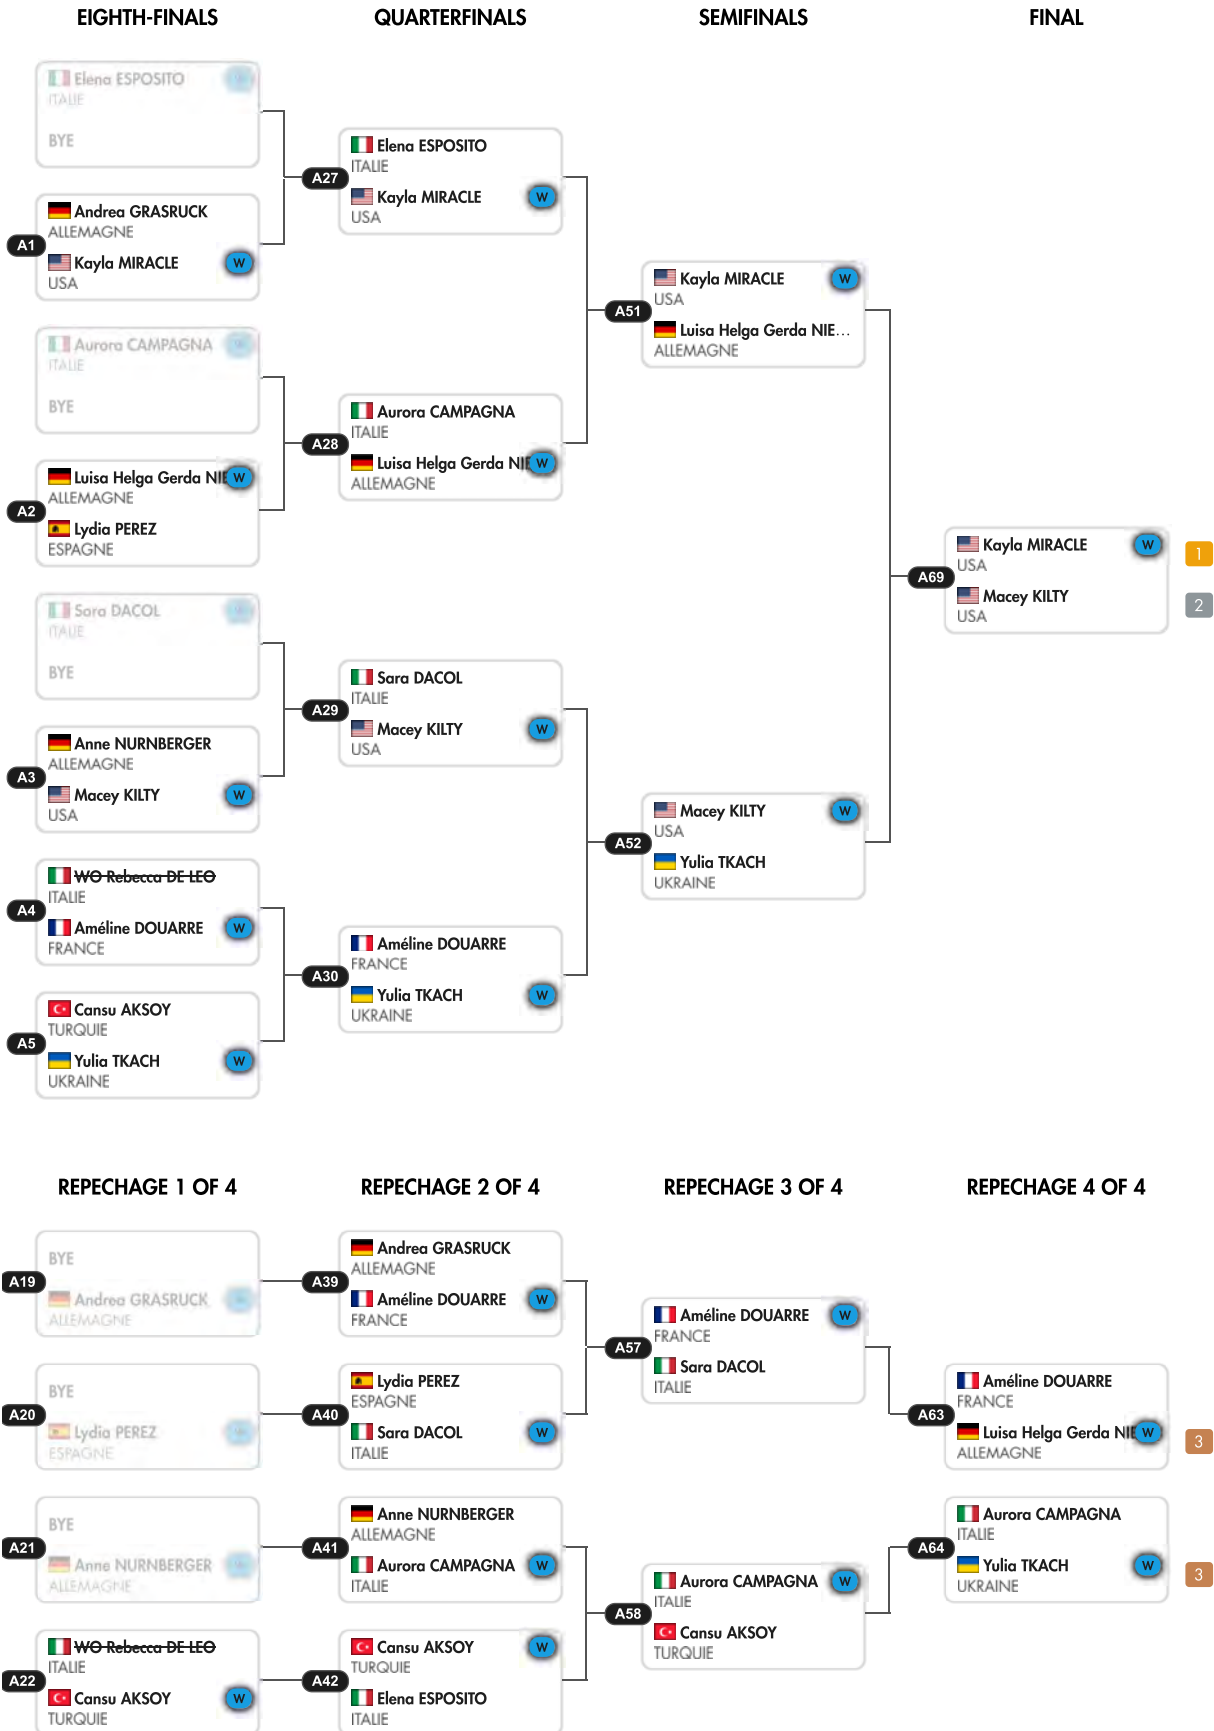 EIGHTH-FINALS
QUARTERFINALS
SEMIFINALS
FINAL
Elena ESPOSITO
ITALIE
BYE
A1
Andrea GRASRUCK
ALLEMAGNE
Kayla MIRACLE W
USA
Aurora CAMPAGNA
ITALIE
BYE
A2
Luisa Helga Gerda NIE W
ALLEMAGNE
Lydia PEREZ
ESPAGNE
Sara DACOL
ITALIE
BYE
A3
Anne NURNBERGER
ALLEMAGNE
Macey KILTY W
USA
A4
WO Rebecca DE LEO
ITALIE
Améline DOUARRE W
FRANCE
A5
Cansu AKSOY
TURQUIE
Yulia TKACH W
UKRAINE
A27
Elena ESPOSITO
ITALIE
Kayla MIRACLE W
USA
A28
Aurora CAMPAGNA
ITALIE
Luisa Helga Gerda NIE W
ALLEMAGNE
A29
Sara DACOL
ITALIE
Macey KILTY W
USA
A30
Améline DOUARRE
FRANCE
Yulia TKACH W
UKRAINE
A51
Kayla MIRACLE W
USA
Luisa Helga Gerda NIE...
ALLEMAGNE
A52
Macey KILTY W
USA
Yulia TKACH
UKRAINE
A69
Kayla MIRACLE W 1
USA
Macey KILTY 2
USA
REPECHAGE 1 OF 4
REPECHAGE 2 OF 4
REPECHAGE 3 OF 4
REPECHAGE 4 OF 4
A19
BYE
Andrea GRASRUCK
ALLEMAGNE
A20
BYE
Lydia PEREZ
ESPAGNE
A21
BYE
Anne NURNBERGER
ALLEMAGNE
A22
WO Rebecca DE LEO
ITALIE
Cansu AKSOY W
TURQUIE
A39
Andrea GRASRUCK
ALLEMAGNE
Améline DOUARRE W
FRANCE
A40
Lydia PEREZ
ESPAGNE
Sara DACOL W
ITALIE
A41
Anne NURNBERGER
ALLEMAGNE
Aurora CAMPAGNA W
ITALIE
A42
Cansu AKSOY W
TURQUIE
Elena ESPOSITO
ITALIE
A57
Améline DOUARRE W
FRANCE
Sara DACOL
ITALIE
A58
Aurora CAMPAGNA W
ITALIE
Cansu AKSOY
TURQUIE
A63
Améline DOUARRE
FRANCE
Luisa Helga Gerda NIE W 3
ALLEMAGNE
A64
Aurora CAMPAGNA
ITALIE
Yulia TKACH W 3
UKRAINE